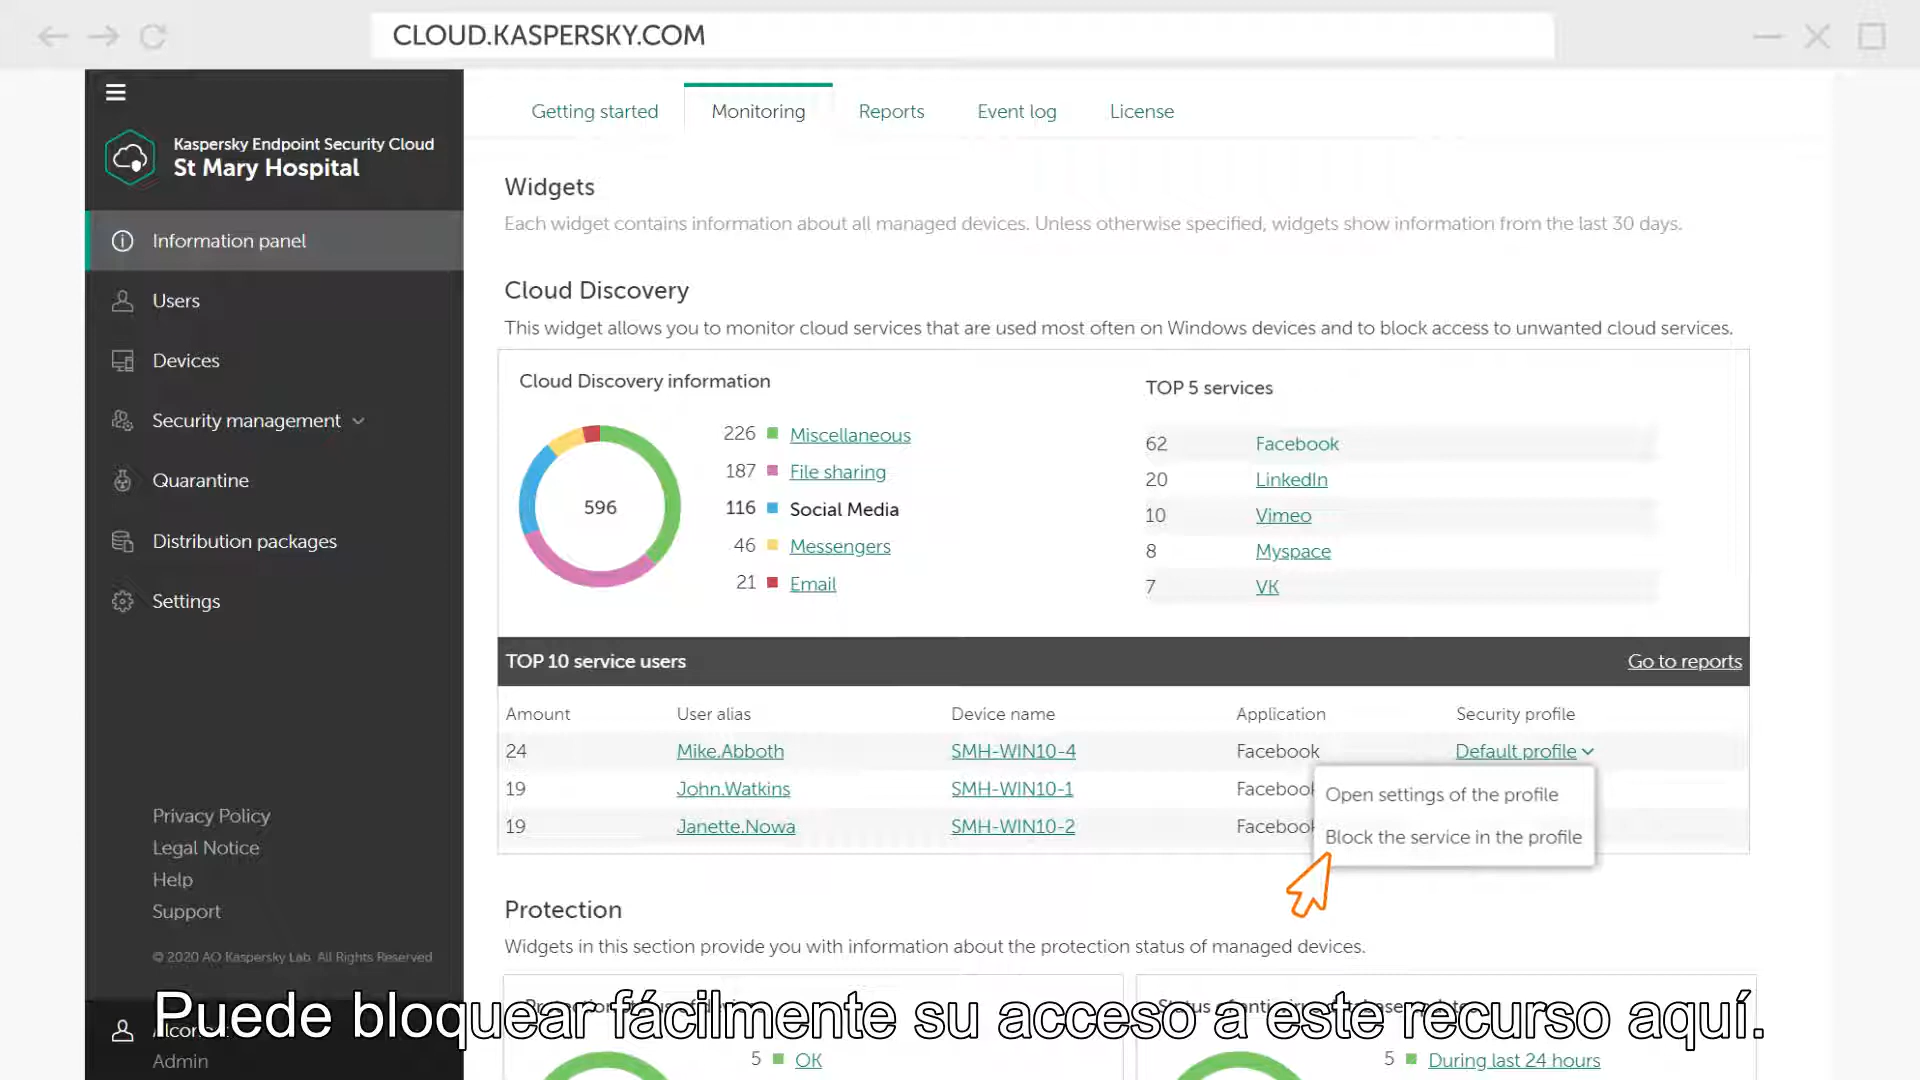 CLOUD.KASPERSKY.COM
Getting started
Monitoring
Reports
Event log
License
Kaspersky Endpoint Security Cloud
St Mary Hospital
Information panel
Users
Devices
Security management
Quarantine
Distribution packages
Settings
Privacy Policy
Legal Notice
Help
Support
© 2020 AO Kaspersky Lab. All Rights Reserved
Admin
Widgets
Each widget contains information about all managed devices. Unless otherwise specified, widgets show information from the last 30 days.
Cloud Discovery
This widget allows you to monitor cloud services that are used most often on Windows devices and to block access to unwanted cloud services.
Cloud Discovery information
596
226 Miscellaneous
187 File sharing
116 Social Media
46 Messengers
21 Email
TOP 5 services
62 Facebook
20 LinkedIn
10 Vimeo
8 Myspace
7 VK
TOP 10 service users
Go to reports
Amount User alias Device name Application Security profile
24 Mike.Abboth SMH-WIN10-4 Facebook Default profile
19 John.Watkins SMH-WIN10-1 Facebook
19 Janette.Nowa SMH-WIN10-2 Facebook
Open settings of the profile
Block the service in the profile
Protection
Widgets in this section provide you with information about the protection status of managed devices.
Puede bloquear fácilmente su acceso a este recurso aquí.
5 OK
5 During last 24 hours